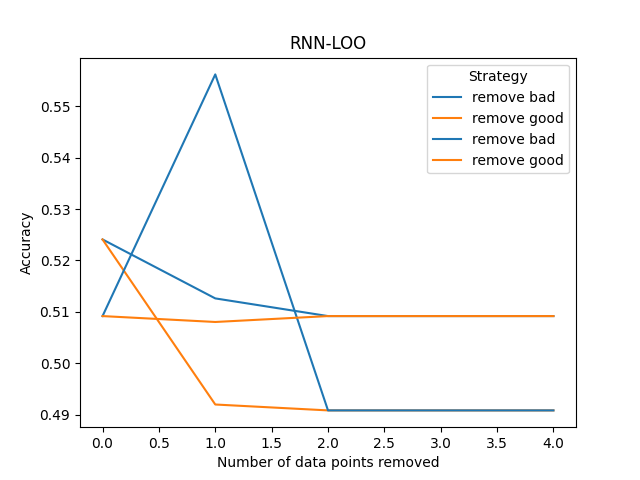 RNN-LOO
Strategy
remove bad
remove good
remove bad
remove good
Accuracy
0.55
0.54
0.53
0.52
0.51
0.50
0.49
0.0 0.5 1.0 1.5 2.0 2.5 3.0 3.5 4.0
Number of data points removed